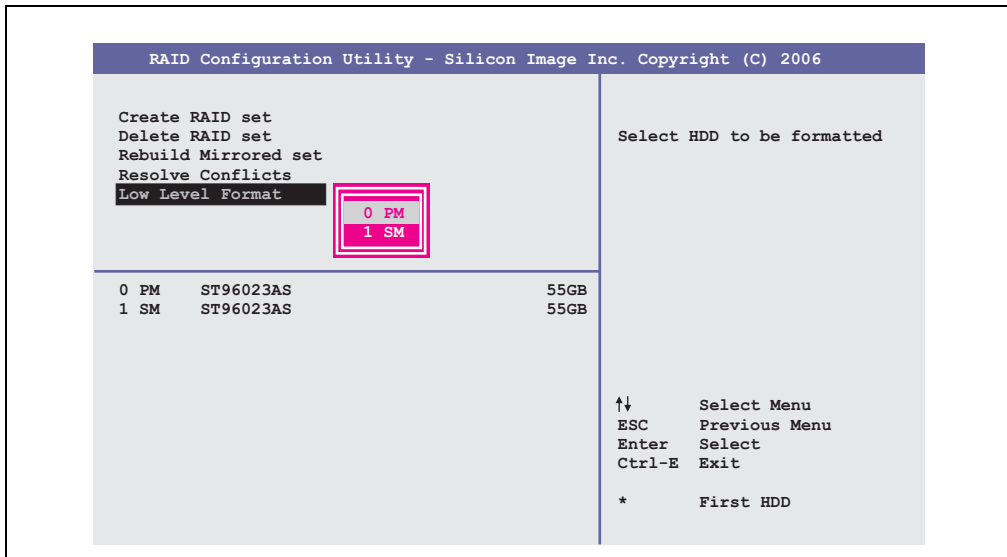 RAID Configuration Utility - Silicon Image Inc. Copyright (C) 2006
Create RAID set
Delete RAID set
Rebuild Mirrored set
Resolve Conflicts
Low Level Format
0 PM
1 SM
Select HDD to be formatted
0 PM ST96023AS 55GB
1 SM ST96023AS 55GB
↑↓ Select Menu
ESC Previous Menu
Enter Select
Ctrl-E Exit
* First HDD